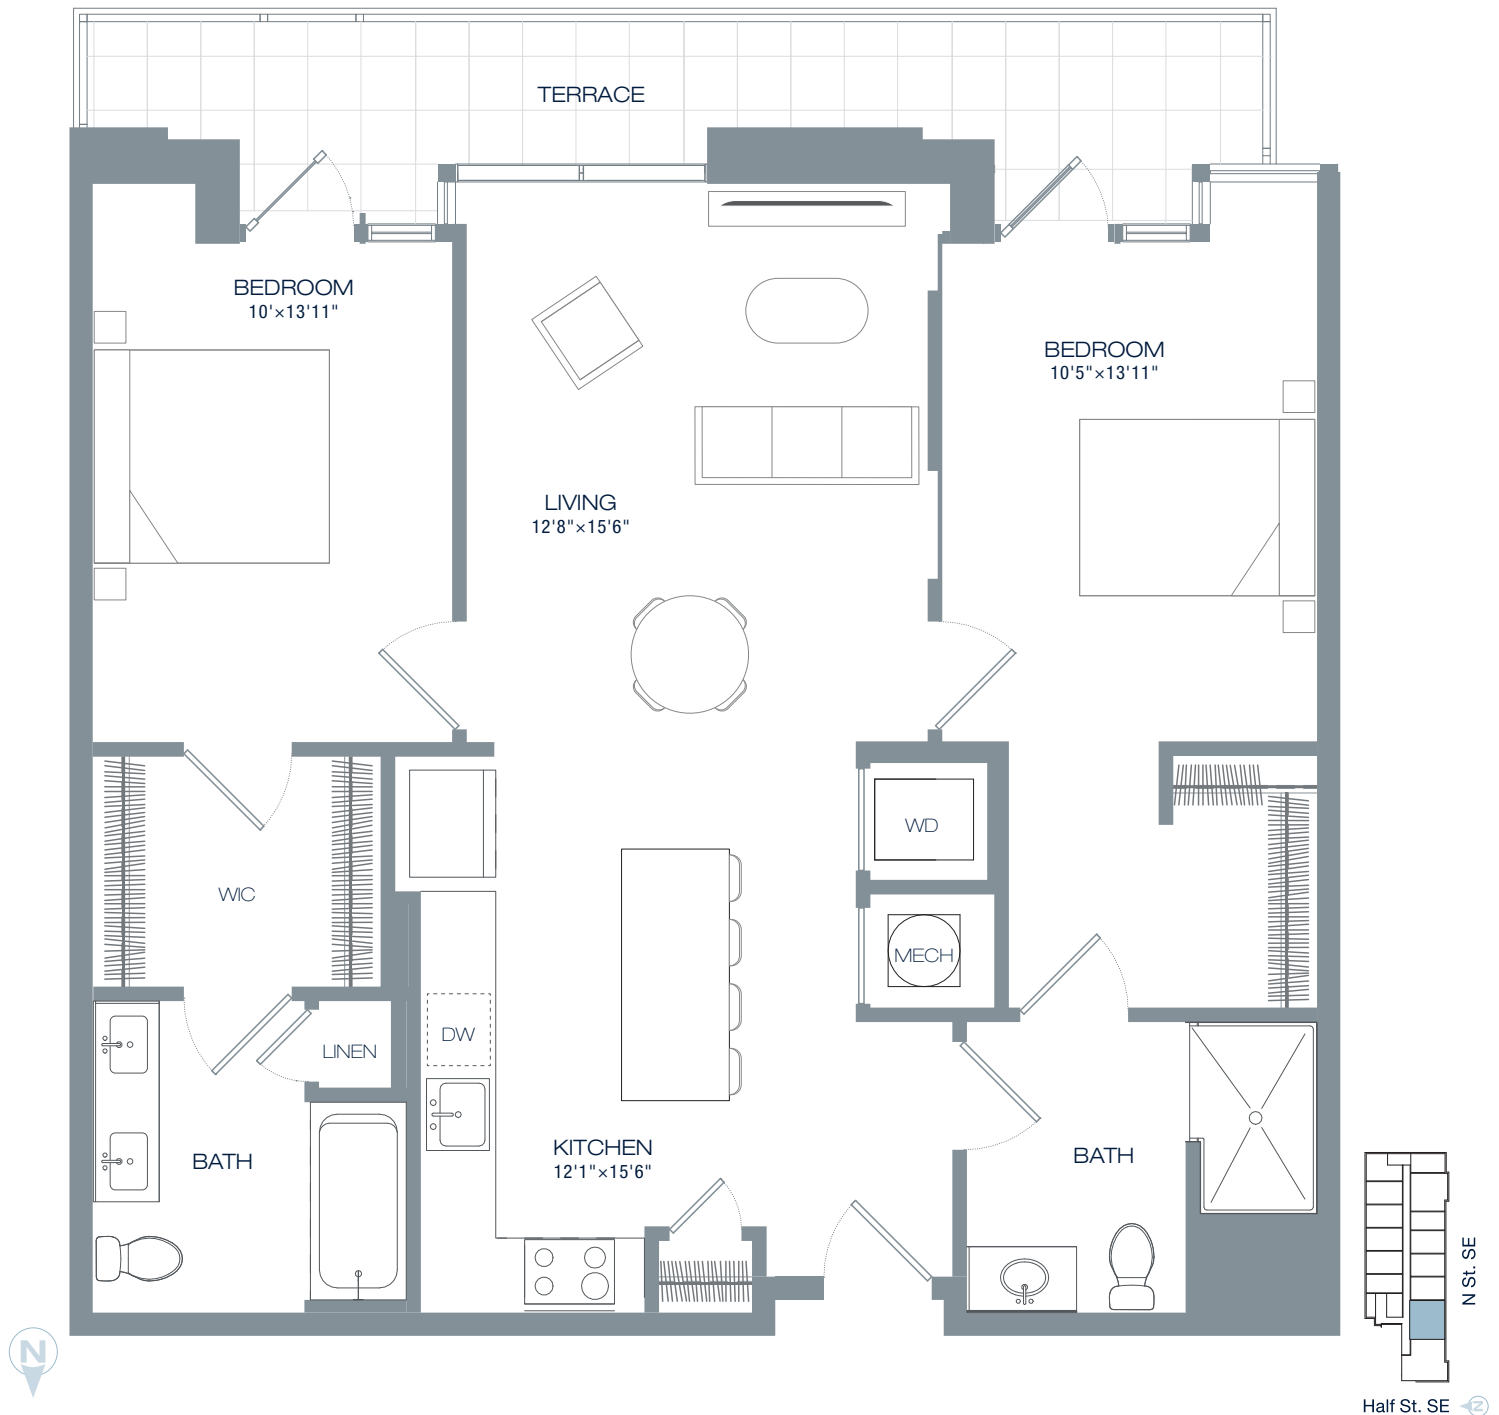 TERRACE
BEDROOM
10'×13'11"
BEDROOM
10'5"×13'11"
LIVING
12'8"×15'6"
WD
WIC
MECH
DW
LINEN
KITCHEN
12'1"×15'6"
BATH
BATH
N St. SE
N
Half St. SE
N